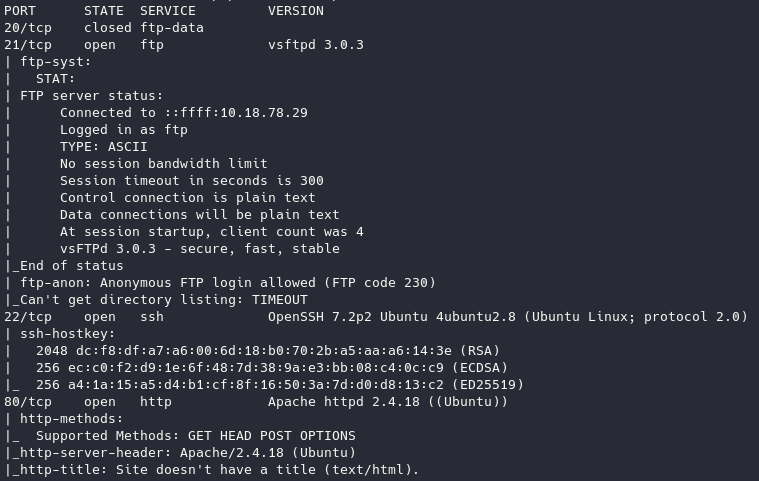 PORT      STATE  SERVICE         VERSION
20/tcp    closed ftp-data
21/tcp    open   ftp             vsftpd 3.0.3
| ftp-syst:
|   STAT:
| FTP server status:
|      Connected to ::ffff:10.18.78.29
|      Logged in as ftp
|      TYPE: ASCII
|      No session bandwidth limit
|      Session timeout in seconds is 300
|      Control connection is plain text
|      Data connections will be plain text
|      At session startup, client count was 4
|      vsFTPd 3.0.3 - secure, fast, stable
|_End of status
| ftp-anon: Anonymous FTP login allowed (FTP code 230)
|_Can't get directory listing: TIMEOUT
22/tcp    open   ssh             OpenSSH 7.2p2 Ubuntu 4ubuntu2.8 (Ubuntu Linux; protocol 2.0)
| ssh-hostkey:
|   2048 dc:f8:df:a7:a6:00:6d:18:b0:70:2b:a5:aa:a6:14:3e (RSA)
|   256 ec:c0:f2:d9:1e:6f:48:7d:38:9a:e3:bb:08:c4:0c:c9 (ECDSA)
|_  256 a4:1a:15:a5:d4:b1:cf:8f:16:50:3a:7d:d0:d8:13:c2 (ED25519)
80/tcp    open   http            Apache httpd 2.4.18 ((Ubuntu))
| http-methods:
|_  Supported Methods: GET HEAD POST OPTIONS
|_http-server-header: Apache/2.4.18 (Ubuntu)
|_http-title: Site doesn't have a title (text/html).